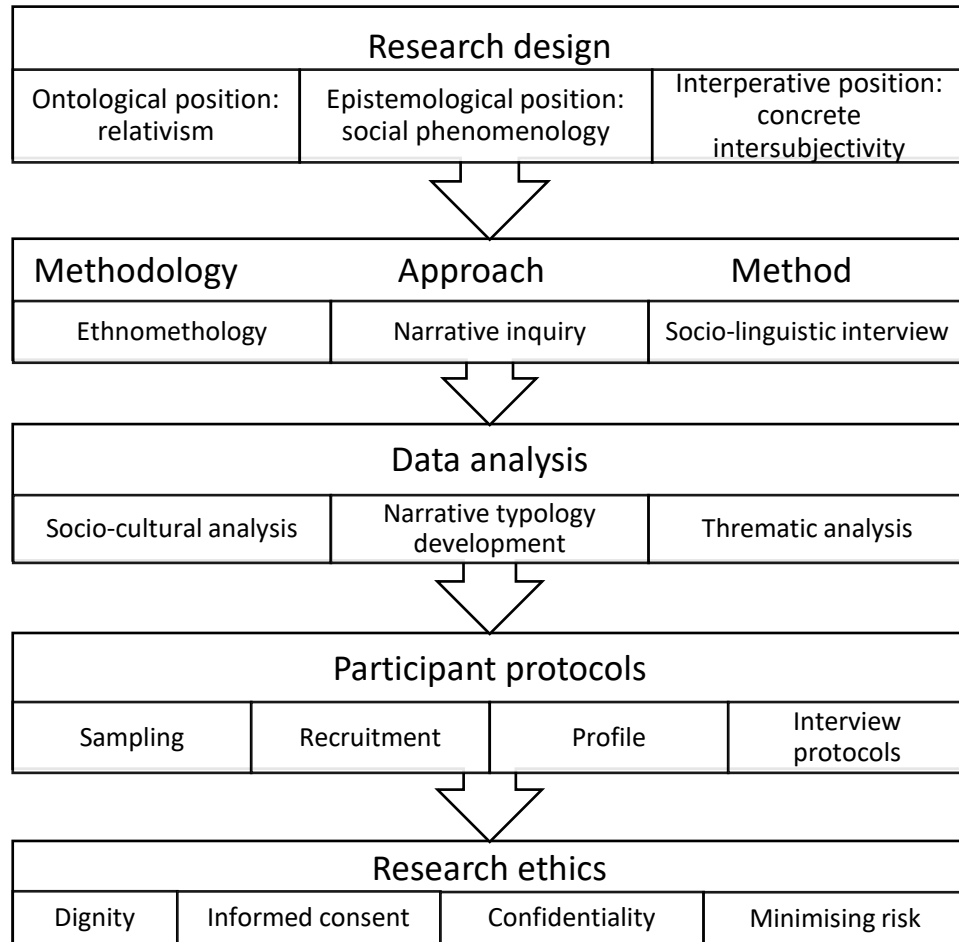 Research design
Ontological position:
relativism
Epistemological position:
social phenomenology
Interperative position:
concrete
intersubjectivity
Methodology
Approach
Method
Ethnomethology
Narrative inquiry
Socio-linguistic interview
Data analysis
Socio-cultural analysis
Narrative typology
development
Thrematic analysis
Participant protocols
Sampling
Recruitment
Profile
Interview
protocols
Research ethics
Dignity
Informed consent
Confidentiality
Minimising risk